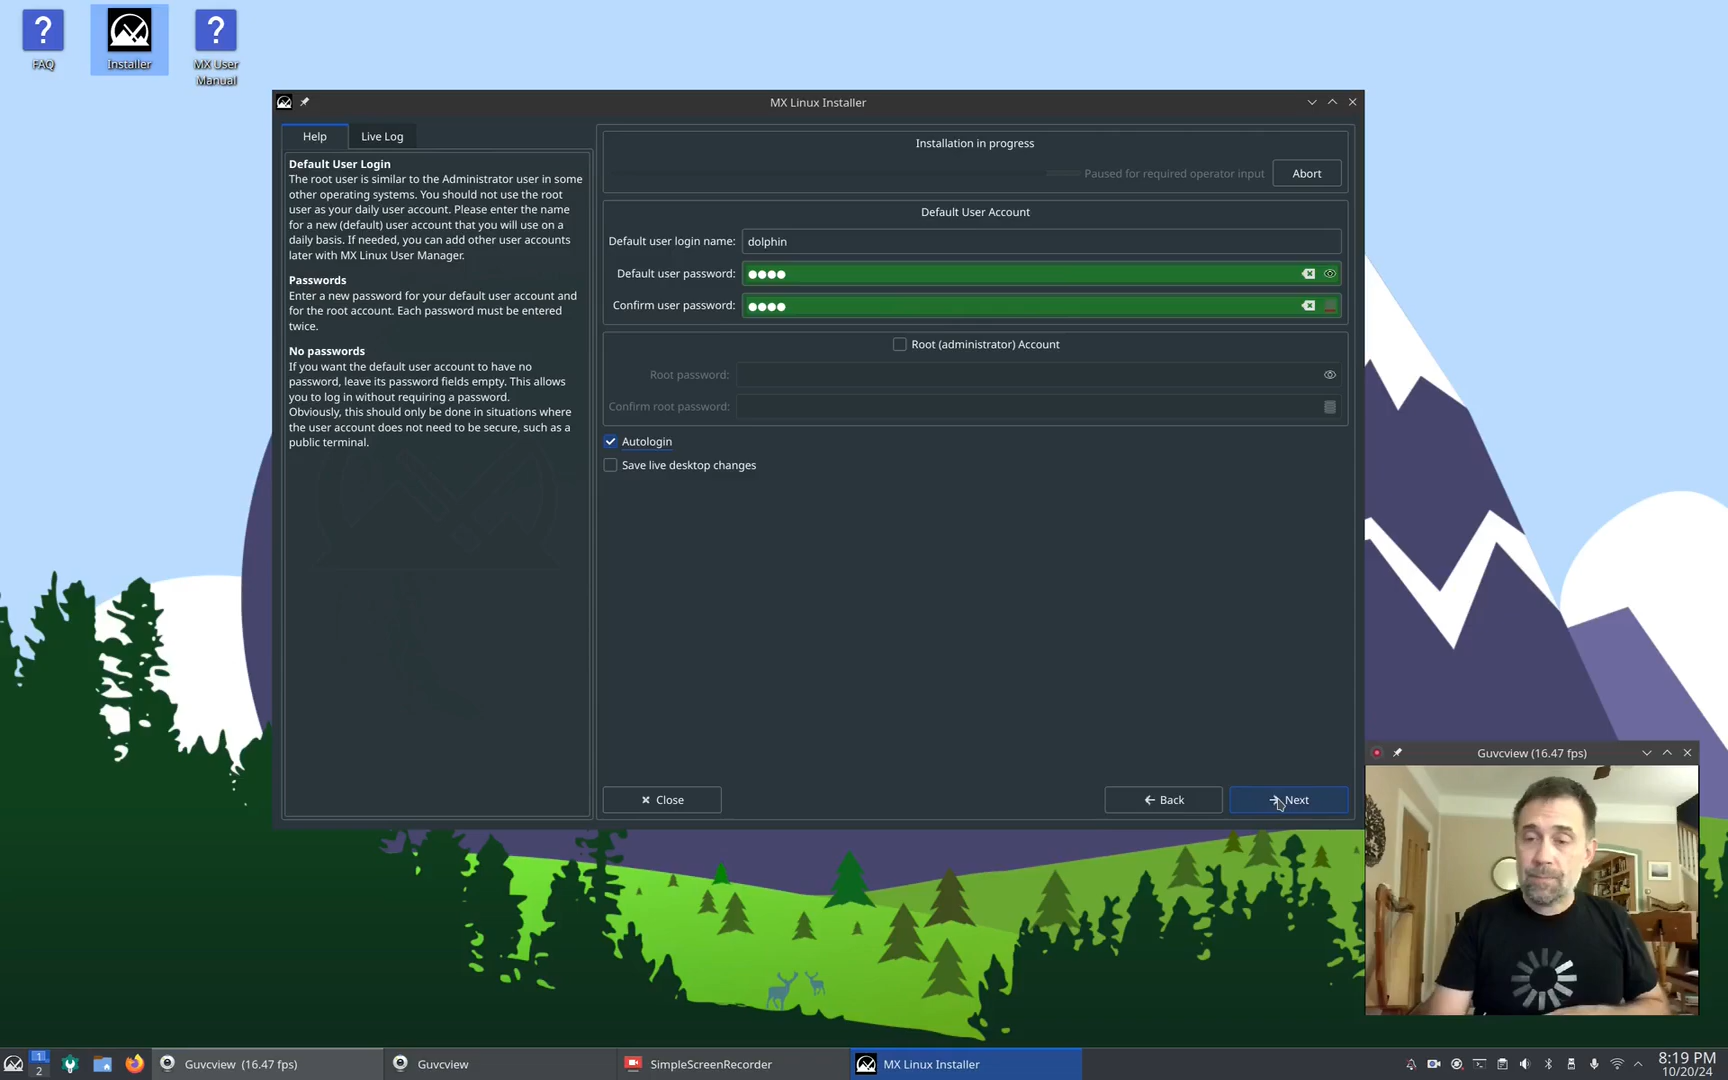 FAQ
Installer
MX User
Manual
MX Linux Installer
Help
Live Log
Default User Login
The root user is similar to the Administrator user in some
other operating systems. You should not use the root
user as your daily user account. Please enter the name
for a new (default) user account that you will use on a
daily basis. If needed, you can add other user accounts
later with MX Linux User Manager.
Passwords
Enter a new password for your default user account and
for the root account. Each password must be entered
twice.
No passwords
If you want the default user account to have no
password, leave its password fields empty. This allows
you to log in without requiring a password.
Obviously, this should only be done in situations where
the user account does not need to be secure, such as a
public terminal.
Installation in progress
Paused for required operator input
Abort
Default User Account
Default user login name: dolphin
Default user password: ●●●●
Confirm user password: ●●●●
Root (administrator) Account
Root password:
Confirm root password:
Autologin
Save live desktop changes
Close
Back
Next
Guvcview (16.47 fps)
1
2
Guvcview (16.47 fps)
Guvcview
SimpleScreenRecorder
MX Linux Installer
8:19 PM
10/20/24